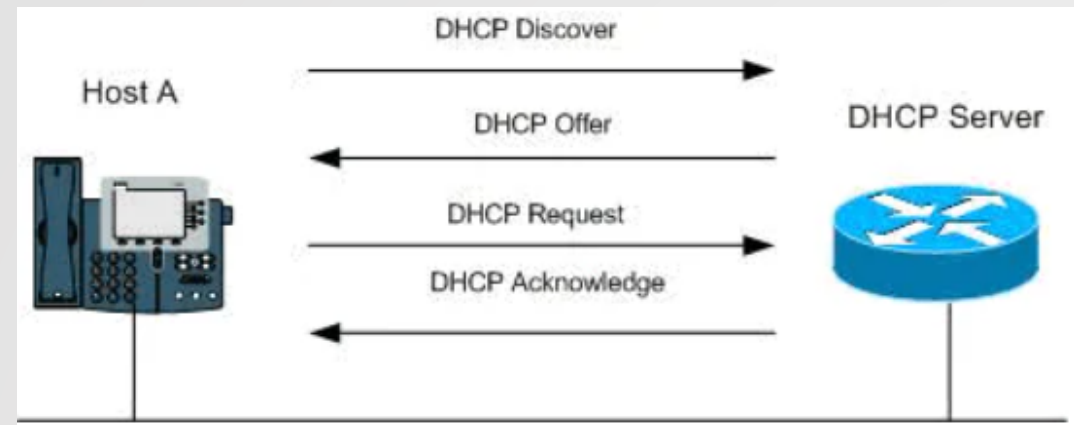 DHCP Discover
Host A
DHCP Offer
DHCP Server
DHCP Request
DHCP Acknowledge